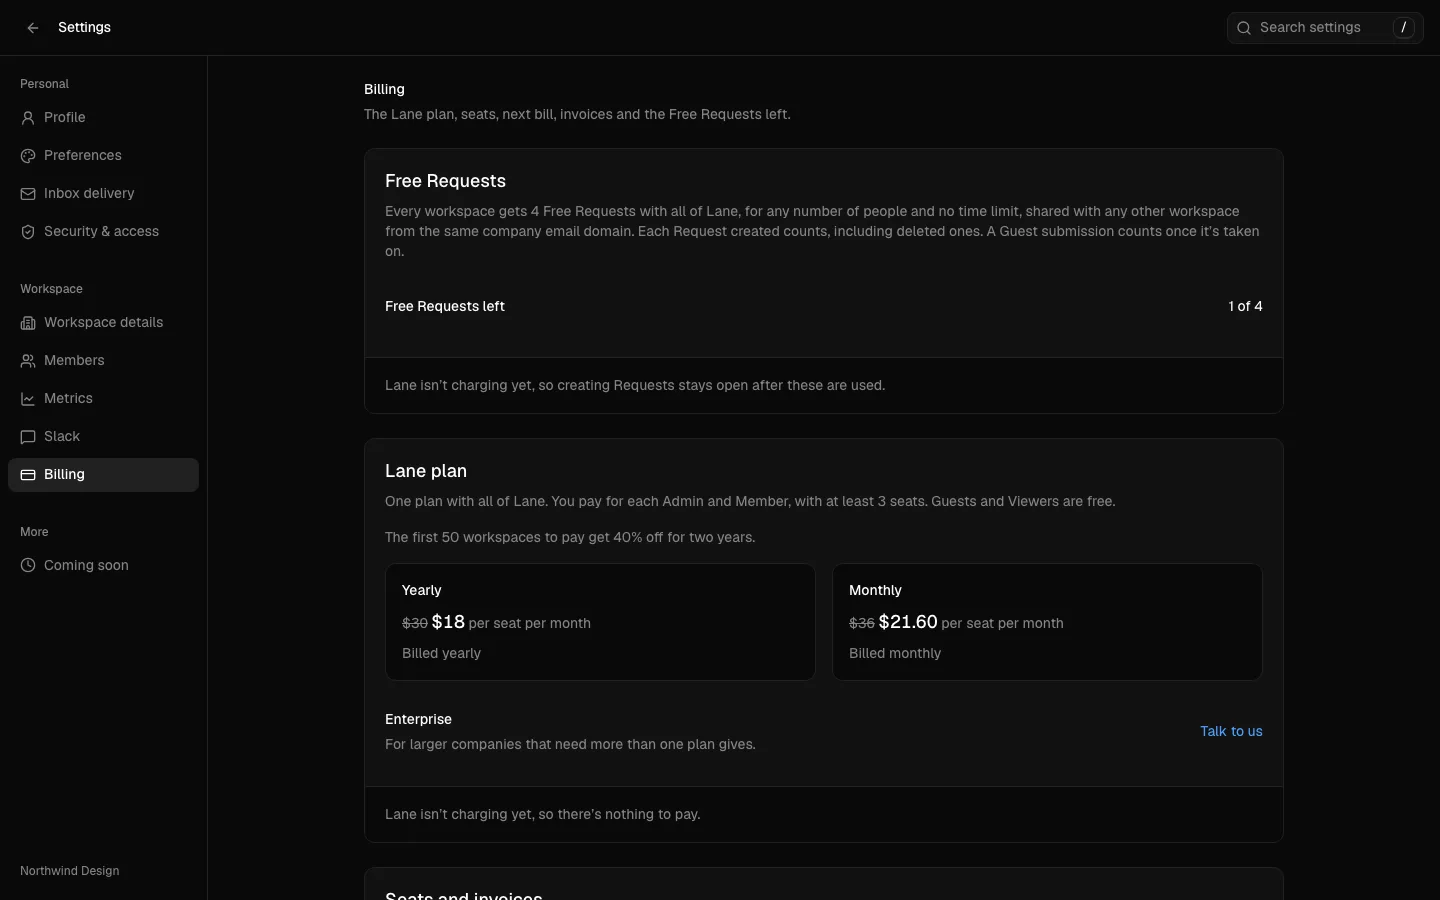 Settings
Search settings
/
Personal
Profile
Preferences
Inbox delivery
Security & access
Workspace
Workspace details
Members
Metrics
Slack
Billing
More
Coming soon
Northwind Design
Billing
The Lane plan, seats, next bill, invoices and the Free Requests left.
Free Requests
Every workspace gets 4 Free Requests with all of Lane, for any number of people and no time limit, shared with any other workspace
from the same company email domain. Each Request created counts, including deleted ones. A Guest submission counts once it’s taken
on.
Free Requests left
1 of 4
Lane isn’t charging yet, so creating Requests stays open after these are used.
Lane plan
One plan with all of Lane. You pay for each Admin and Member, with at least 3 seats. Guests and Viewers are free.
The first 50 workspaces to pay get 40% off for two years.
Yearly
$30 $18 per seat per month
Billed yearly
Monthly
$36 $21.60 per seat per month
Billed monthly
Enterprise
For larger companies that need more than one plan gives.
Talk to us
Lane isn’t charging yet, so there’s nothing to pay.
Seats and invoices